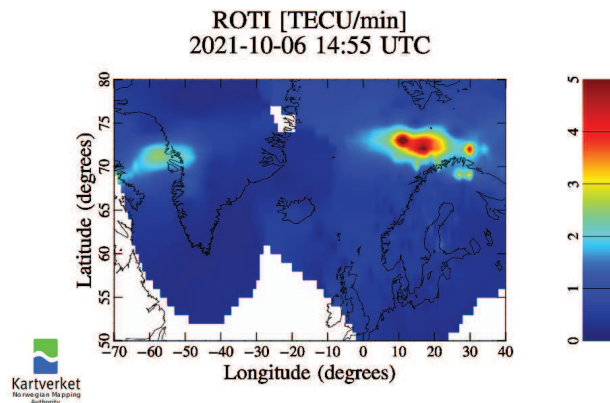 ROTI [TECU/min]
2021-10-06 14:55 UTC
80
75
70
65
60
55
50
Latitude (degrees)
−70 −60 −50 −40 −30 −20 −10 0 10 20 30 40
Longitude (degrees)
5
4
3
2
1
0
Kartverket
Norwegian Mapping
Authority